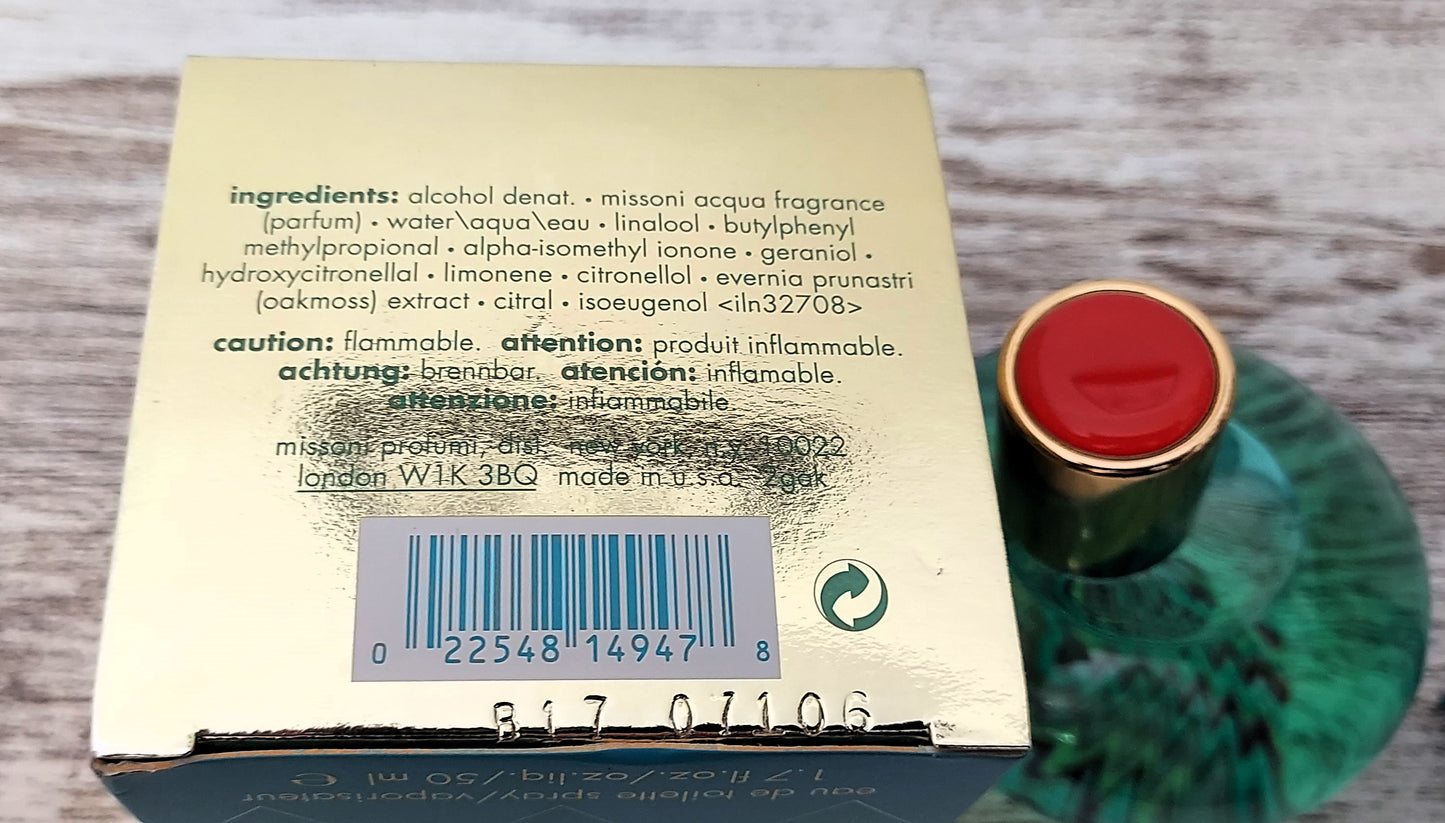 ingredients: alcohol denat. • missoni acqua fragrance
(parfum) • water\aqua\eau • linalool • butylphenyl
methylpropional • alpha-isomethyl ionone • geraniol •
hydroxycitronellal • limonene • citronellol • evernia prunastri
(oakmoss) extract • citral • isoeugenol <iln32708>
caution: flammable. attention: produit inflammable.
achtung: brennbar. atención: inflamable.
attenzione: infiammabile.
missoni profumi, dist. new york, n.y. 10022
london W1K 3BQ made in u.s.a. 2gak
0 22548 14947 8
B17 07106
1.7 fl.oz./oz.liq./50 ml e
eau de toilette spray/vaporisateur